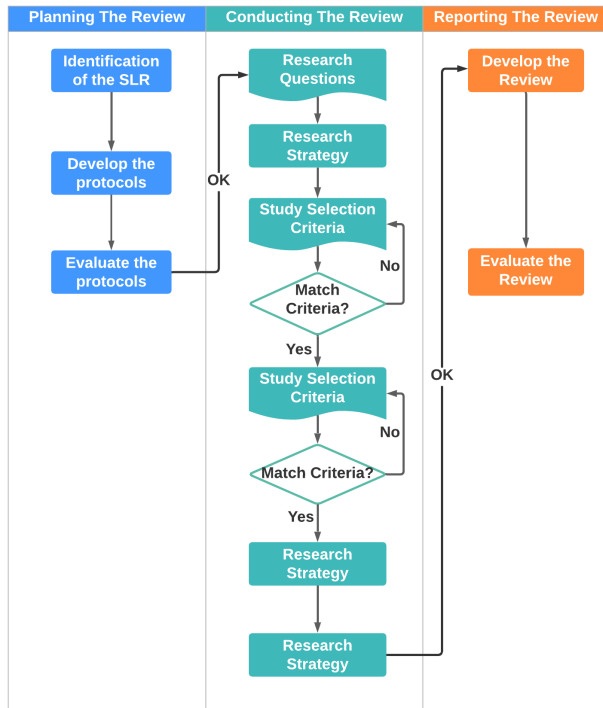 Planning The Review
Conducting The Review
Reporting The Review
Identification
of the SLR
Develop the
protocols
Evaluate the
protocols
OK
Research
Questions
Research
Strategy
Study Selection
Criteria
No
Match
Criteria?
Yes
Study Selection
Criteria
No
Match Criteria?
Yes
Research
Strategy
Research
Strategy
OK
Develop the
Review
Evaluate the
Review